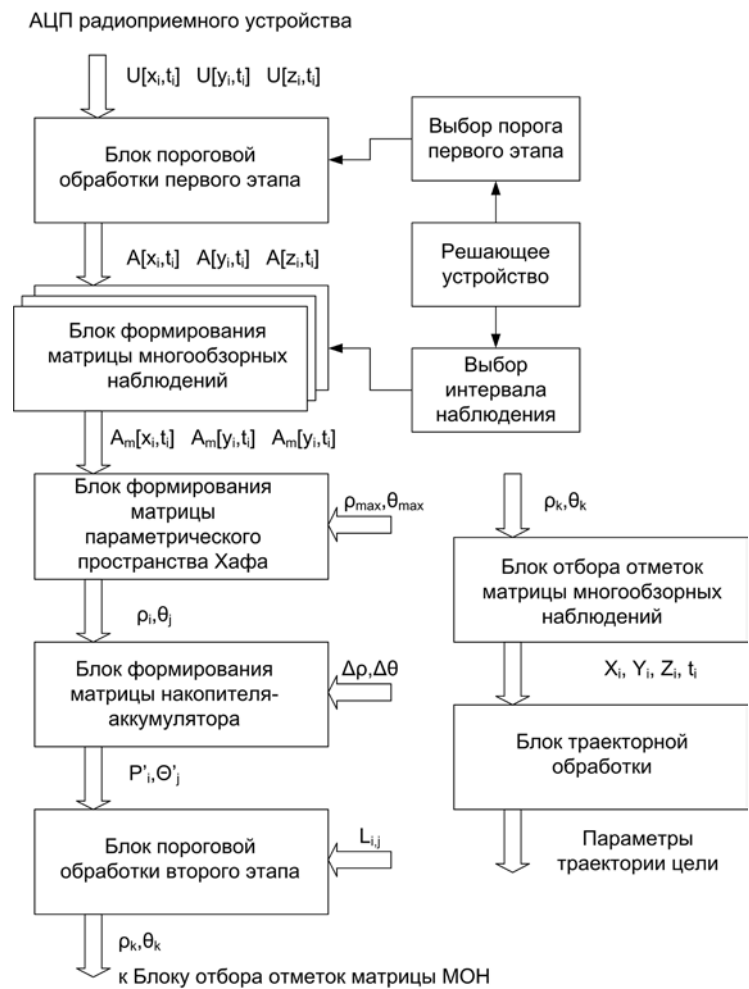 АЦП радиоприемного устройства
U[xᵢ,tᵢ] U[yᵢ,tᵢ] U[zᵢ,tᵢ]
Блок пороговой
обработки первого этапа
Выбор порога
первого этапа
A[xᵢ,tᵢ] A[yᵢ,tᵢ] A[zᵢ,tᵢ]
Решающее
устройство
Блок формирования
матрицы многообзорных
наблюдений
Выбор
интервала
наблюдения
Aₘ[xᵢ,tᵢ] Aₘ[yᵢ,tᵢ] Aₘ[yᵢ,tᵢ]
Блок формирования
матрицы
параметрического
пространства Хафа
ρmax,θmax
ρᵢ,θⱼ
Блок формирования
матрицы накопителя-
аккумулятора
Δρ,Δθ
P’ᵢ,Θ’ⱼ
Блок пороговой
обработки второго этапа
Lᵢ,ⱼ
ρₖ,θₖ
к Блоку отбора отметок матрицы МОН
ρₖ,θₖ
Блок отбора отметок
матрицы многообзорных
наблюдений
Xᵢ, Yᵢ, Zᵢ, tᵢ
Блок траекторной
обработки
Параметры
траектории цели